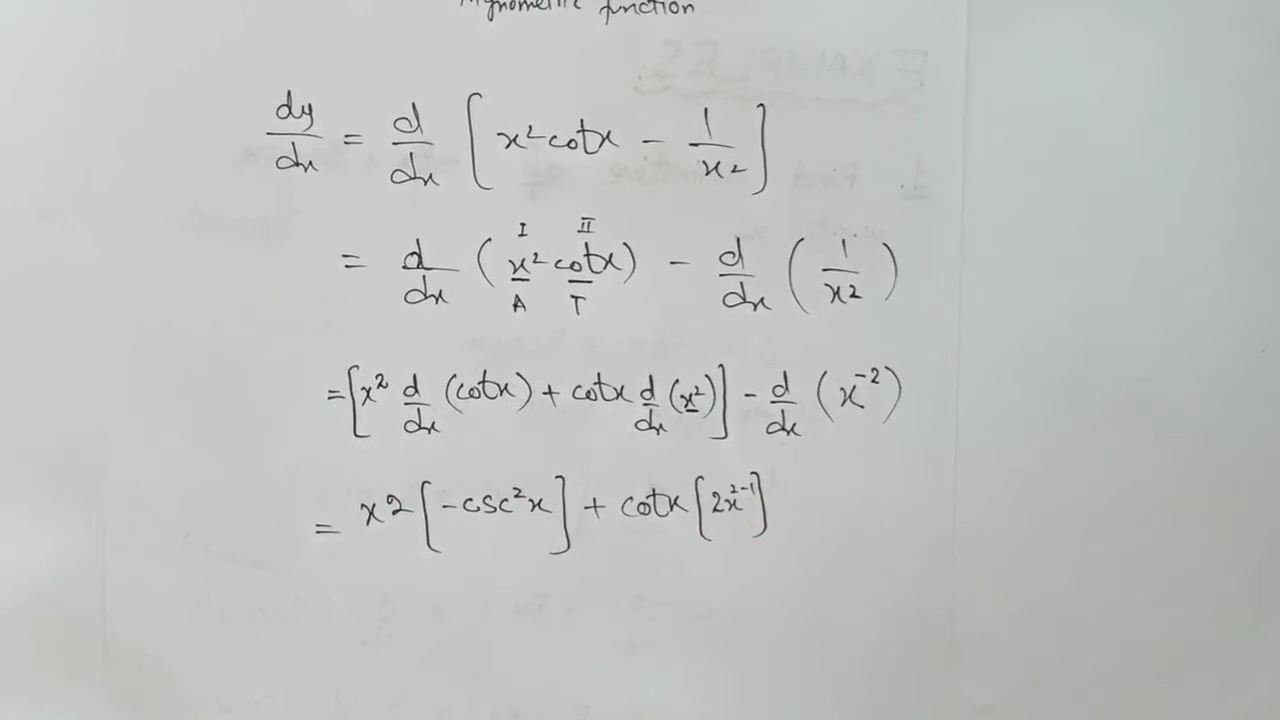 function
dy/dx = d/dx [x² cotx - 1/x²]
I II
= d/dx (x² cotx) - d/dx (1/x²)
A T
= [x² d/dx (cotx) + cotx d/dx (x²)] - d/dx (x⁻²)
= x2 [-csc²x] + cotx [2x²⁻¹]